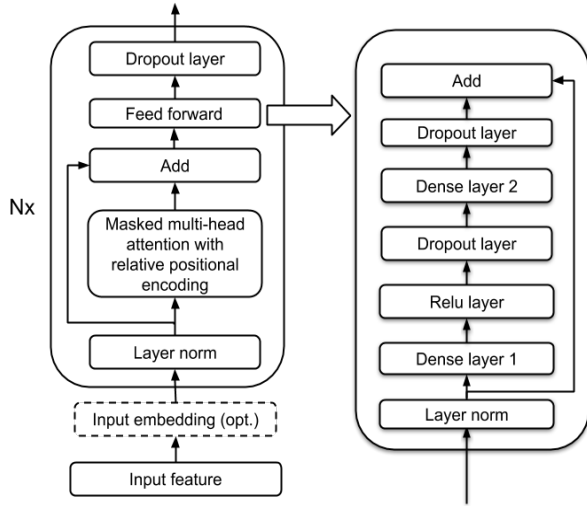 Dropout layer
Feed forward
Add
Nx
Masked multi-head
attention with
relative positional
encoding
Layer norm
Input embedding (opt.)
Input feature
Add
Dropout layer
Dense layer 2
Dropout layer
Relu layer
Dense layer 1
Layer norm